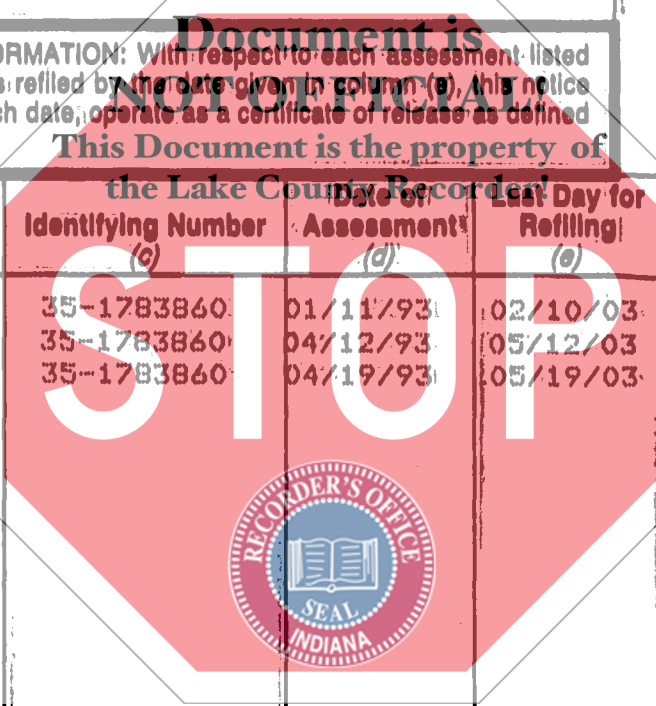 Document is
ORMATION: With respect to each assessment listed
s refiled by the date given in column (e), this notice
NOT OFFICIAL!
ch date, operate as a certificate of release as defined
This Document is the property of
the Lake County Recorder!
Identifying Number
(c)
Assessment
(d)
Last Day for
Refiling
(e)
35-1783860 01/11/93 02/10/03
35-1783860 04/12/93 05/12/03
35-1783860 04/19/93 05/19/03
STOP
RECORDER'S OFFICE
SEAL
INDIANA